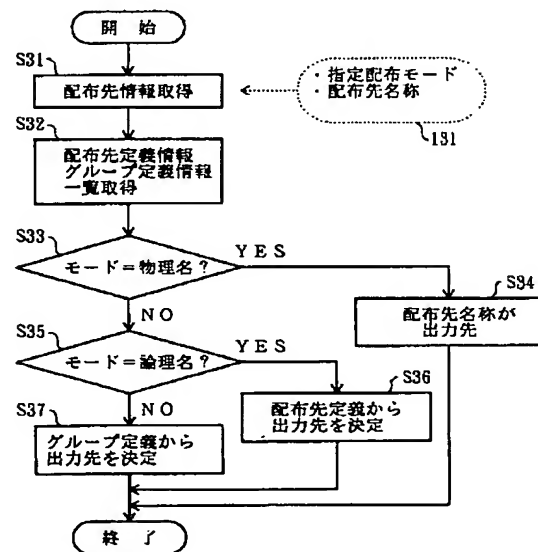 開 始
S31
配布先情報取得
・指定配布モード
・配布先名称
131
S32
配布先定義情報
グループ定義情報
一覧取得
S33
モード=物理名?
YES
NO
S34
配布先名称が
出力先
S35
モード=論理名?
YES
NO
S36
配布先定義から
出力先を決定
S37
グループ定義から
出力先を決定
終 了